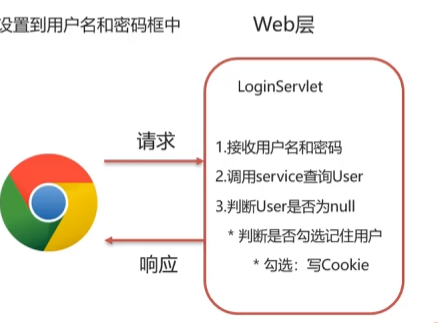 设置到用户名和密码框中
Web层
LoginServlet
请求
1.接收用户名和密码
2.调用service查询User
3.判断User是否为null
* 判断是否勾选记住用户
* 勾选：写Cookie
响应